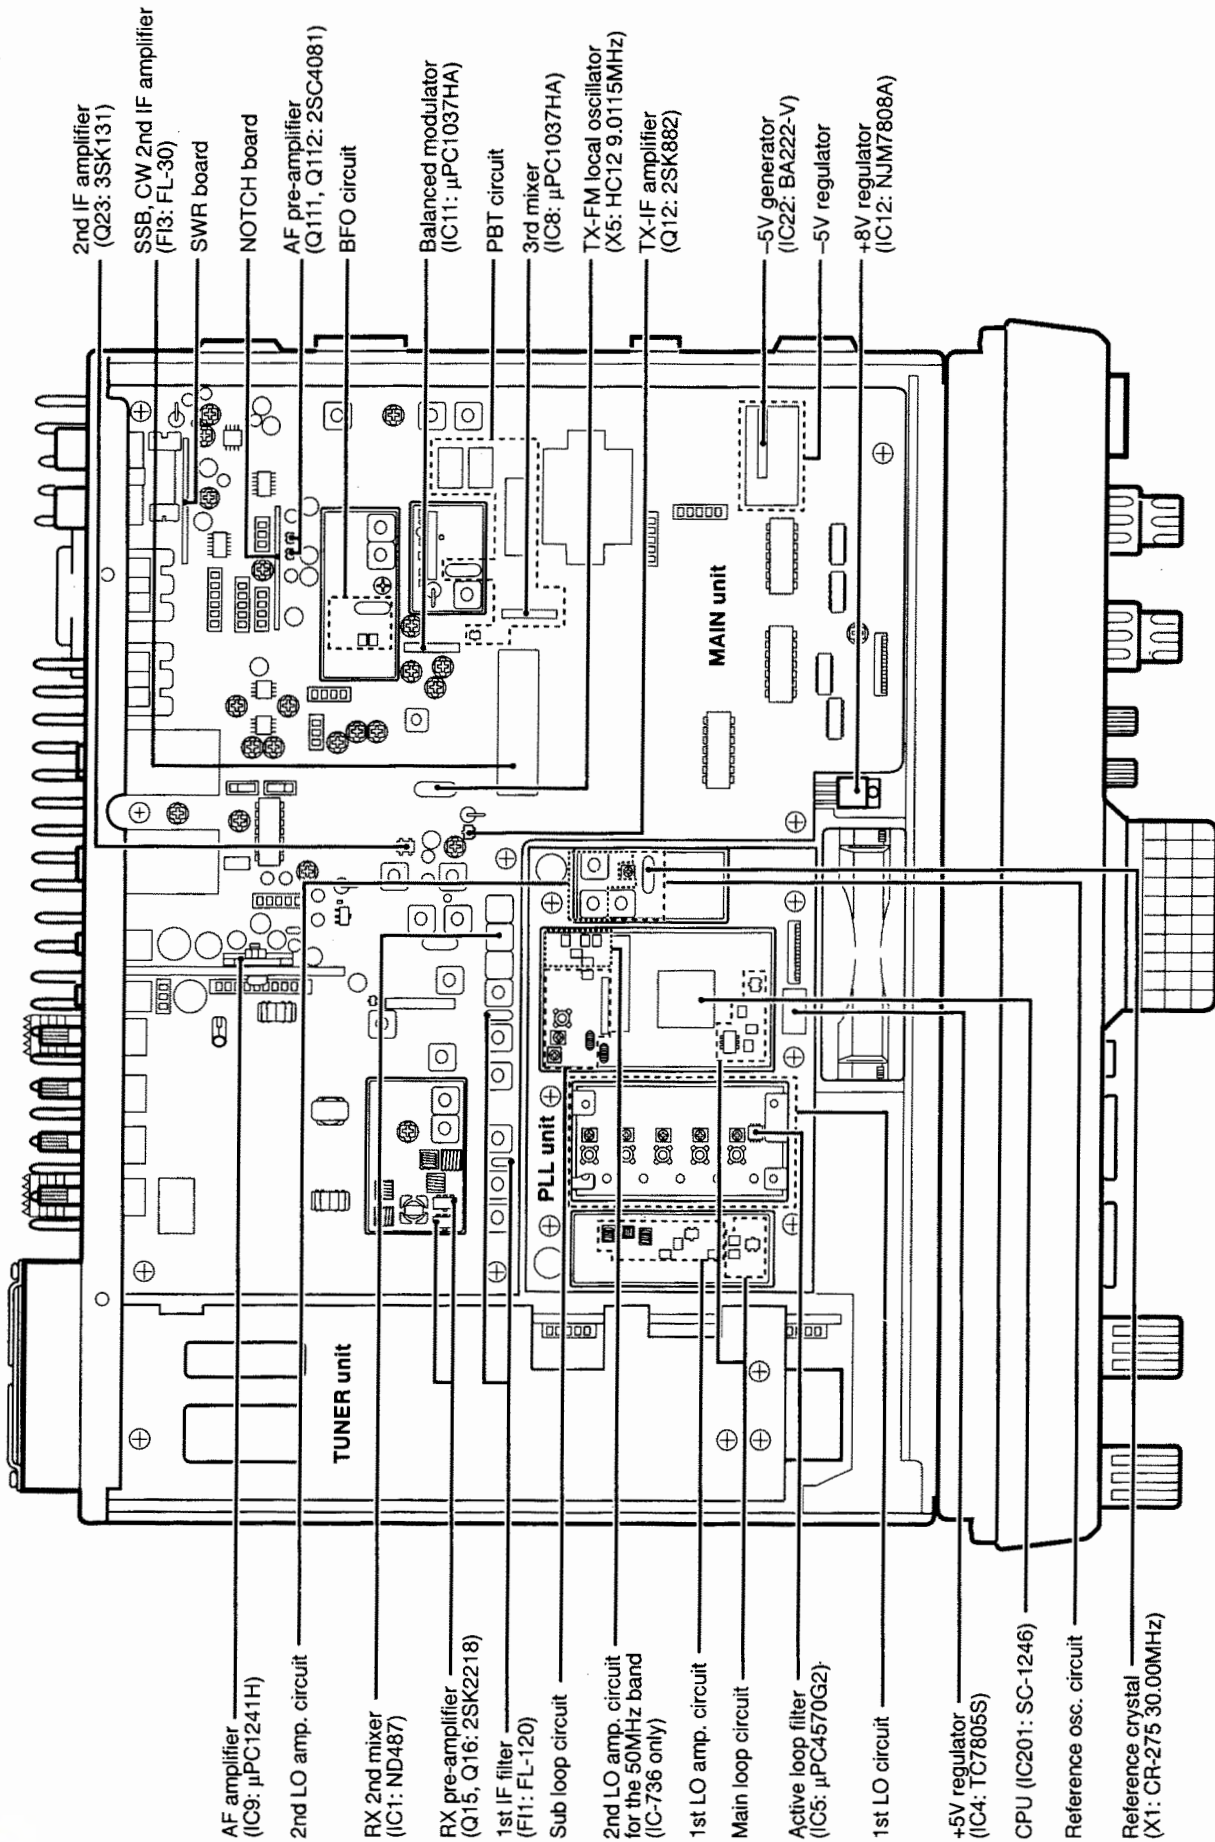 2nd IF amplifier
(Q23: 3SK131)
SSB, CW 2nd IF amplifier
(FI3: FL-30)
SWR board
NOTCH board
AF pre-amplifier
(Q111, Q112: 2SC4081)
BFO circuit
Balanced modulator
(IC11: µPC1037HA)
PBT circuit
3rd mixer
(IC8: µPC1037HA)
TX-FM local oscillator
(X5: HC12 9.0115MHz)
TX-IF amplifier
(Q12: 2SK882)
–5V generator
(IC22: BA222-V)
–5V regulator
+8V regulator
(IC12: NJM7808A)
MAIN unit
PLL unit
TUNER unit
AF amplifier
(IC9: µPC1241H)
2nd LO amp. circuit
RX 2nd mixer
(IC1: ND487)
RX pre-amplifier
(Q15, Q16: 2SK2218)
1st IF filter
(FI1: FL-120)
Sub loop circuit
2nd LO amp. circuit
for the 50MHz band
(IC-736 only)
1st LO amp. circuit
Main loop circuit
Active loop filter
(IC5: µPC4570G2)
1st LO circuit
+5V regulator
(IC4: TC7805S)
CPU (IC201: SC-1246)
Reference osc. circuit
Reference crystal
(X1: CR-275 30.00MHz)